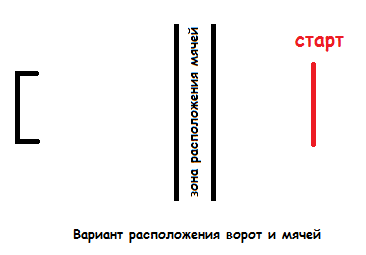 старт
зона расположения мячей
Вариант расположения ворот и мячей